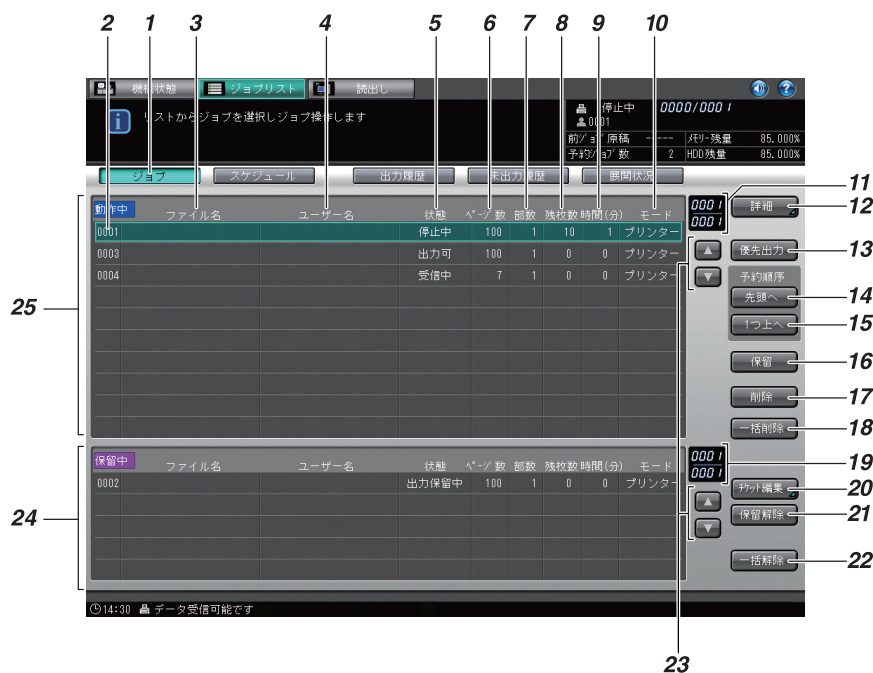 1 2 3 4 5 6 7 8 9 10
機械状態 ジョブリスト 読出し
リストからジョブを選択しジョブ操作します
停止中 0000/0001
0001
前ｼﾞｮﾌﾞ原稿 ----- ﾒﾓﾘｰ残量 85.000%
予約ｼﾞｮﾌﾞ数 2 HDD残量 85.000%
ジョブ スケジュール 出力履歴 未出力履歴 展開状況
動作中 ファイル名 ユーザー名 状態 ﾍﾟｰｼﾞ数 部数 残枚数 時間(分) モード
0001 停止中 100 1 10 1 プリンター
0003 出力可 100 1 0 0 プリンター
0004 受信中 7 1 0 0 プリンター
0001
0001
11
詳細 12
優先出力 13
予約順序
先頭へ 14
1つ上へ 15
保留 16
削除 17
一括削除 18
25
保留中 ファイル名 ユーザー名 状態 ﾍﾟｰｼﾞ数 部数 残枚数 時間(分) モード
0002 出力保留中 100 1 0 0 プリンター
0001
0001
19
ﾁｹｯﾄ編集 20
保留解除 21
一括解除 22
24
14:30 データ受信可能です
23